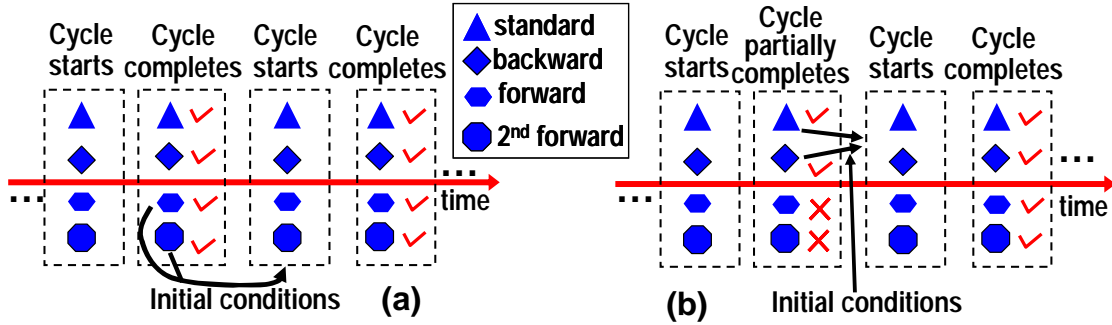 Cycle starts
Cycle completes
Cycle starts
Cycle completes
standard
backward
forward
2nd forward
...
time
...
Initial conditions
(a)
Cycle starts
Cycle partially completes
Cycle starts
Cycle completes
...
time
...
Initial conditions
(b)